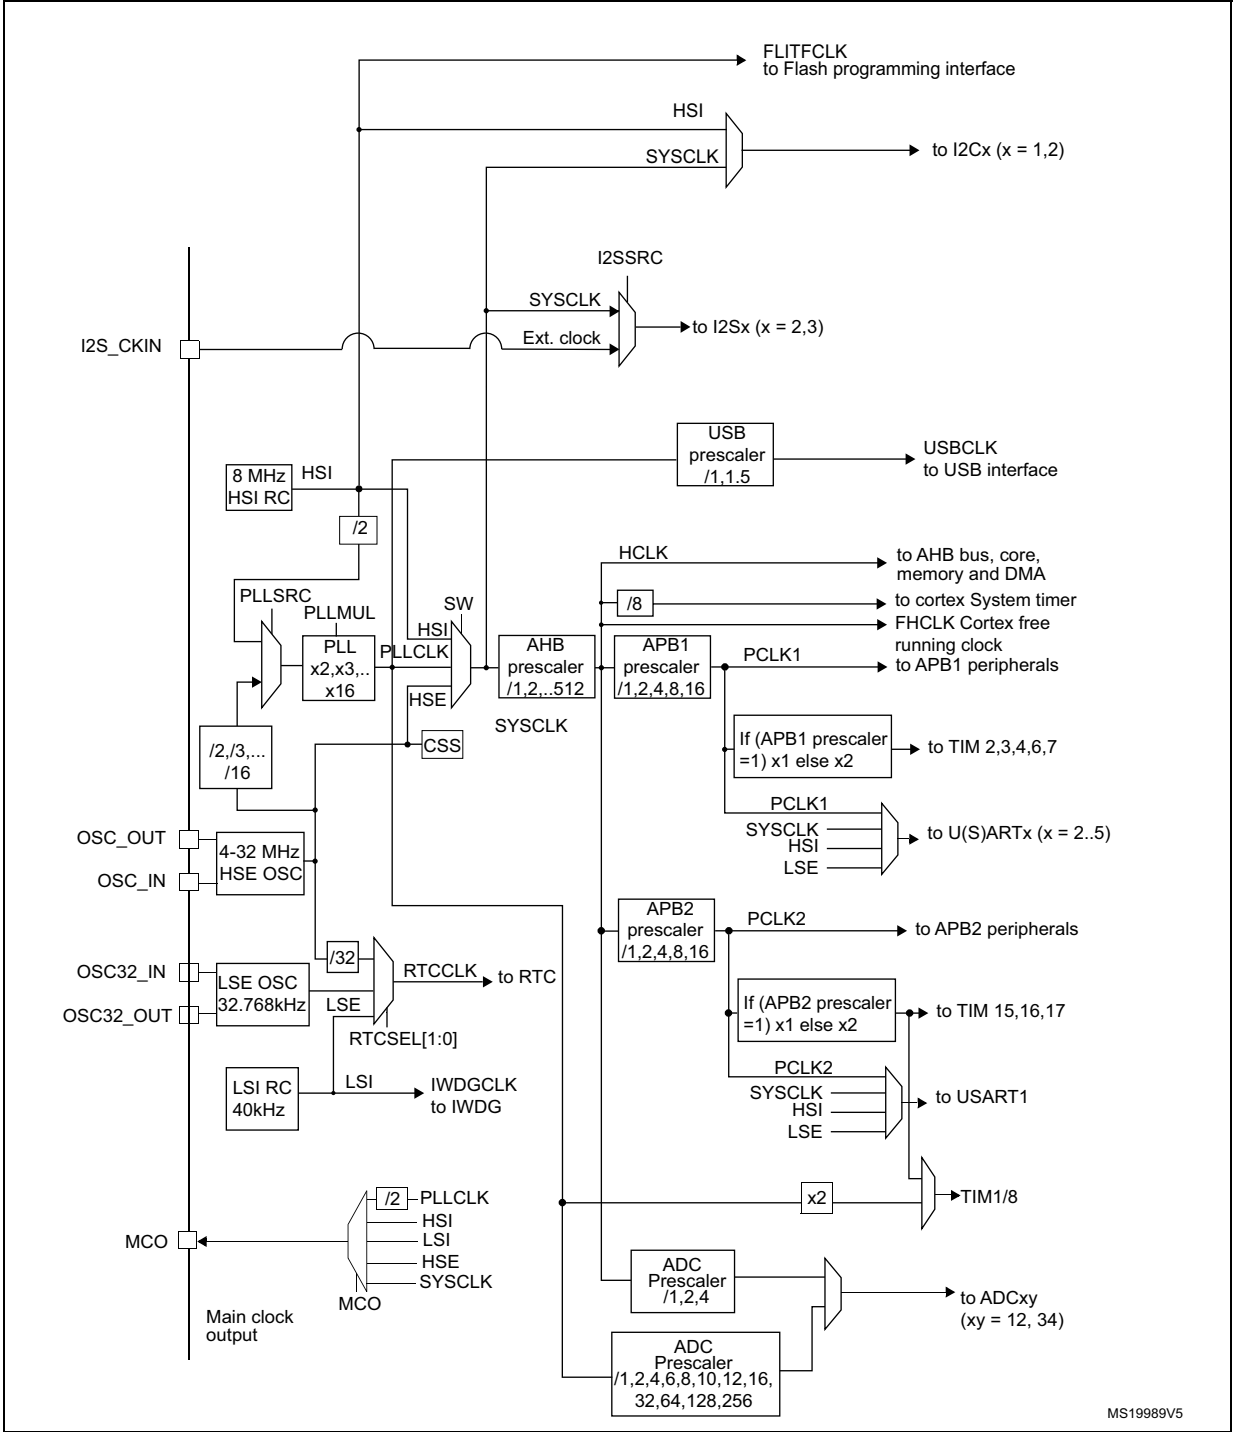 FLITFCLK
to Flash programming interface
HSI
SYSCLK
to I2Cx (x = 1,2)
I2SSRC
SYSCLK
Ext. clock
to I2Sx (x = 2,3)
I2S_CKIN
USB
prescaler
/1,1.5
USBCLK
to USB interface
8 MHz
HSI RC
HSI
/2
HCLK
to AHB bus, core,
memory and DMA
/8
to cortex System timer
FHCLK Cortex free
running clock
PLLSRC
PLLMUL
PLL
x2,x3,..
x16
SW
HSI
PLLCLK
HSE
AHB
prescaler
/1,2,..512
SYSCLK
APB1
prescaler
/1,2,4,8,16
PCLK1
to APB1 peripherals
/2,/3,...
/16
CSS
If (APB1 prescaler
=1) x1 else x2
to TIM 2,3,4,6,7
PCLK1
SYSCLK
HSI
LSE
to U(S)ARTx (x = 2..5)
OSC_OUT
OSC_IN
4-32 MHz
HSE OSC
APB2
prescaler
/1,2,4,8,16
PCLK2
to APB2 peripherals
OSC32_IN
OSC32_OUT
LSE OSC
32.768kHz
/32
LSE
RTCCLK
to RTC
RTCSEL[1:0]
If (APB2 prescaler
=1) x1 else x2
to TIM 15,16,17
LSI RC
40kHz
LSI
IWDGCLK
to IWDG
PCLK2
SYSCLK
HSI
LSE
to USART1
x2
TIM1/8
MCO
/2
PLLCLK
HSI
LSI
HSE
SYSCLK
MCO
Main clock
output
ADC
Prescaler
/1,2,4
to ADCxy
(xy = 12, 34)
ADC
Prescaler
/1,2,4,6,8,10,12,16,
32,64,128,256
MS19989V5